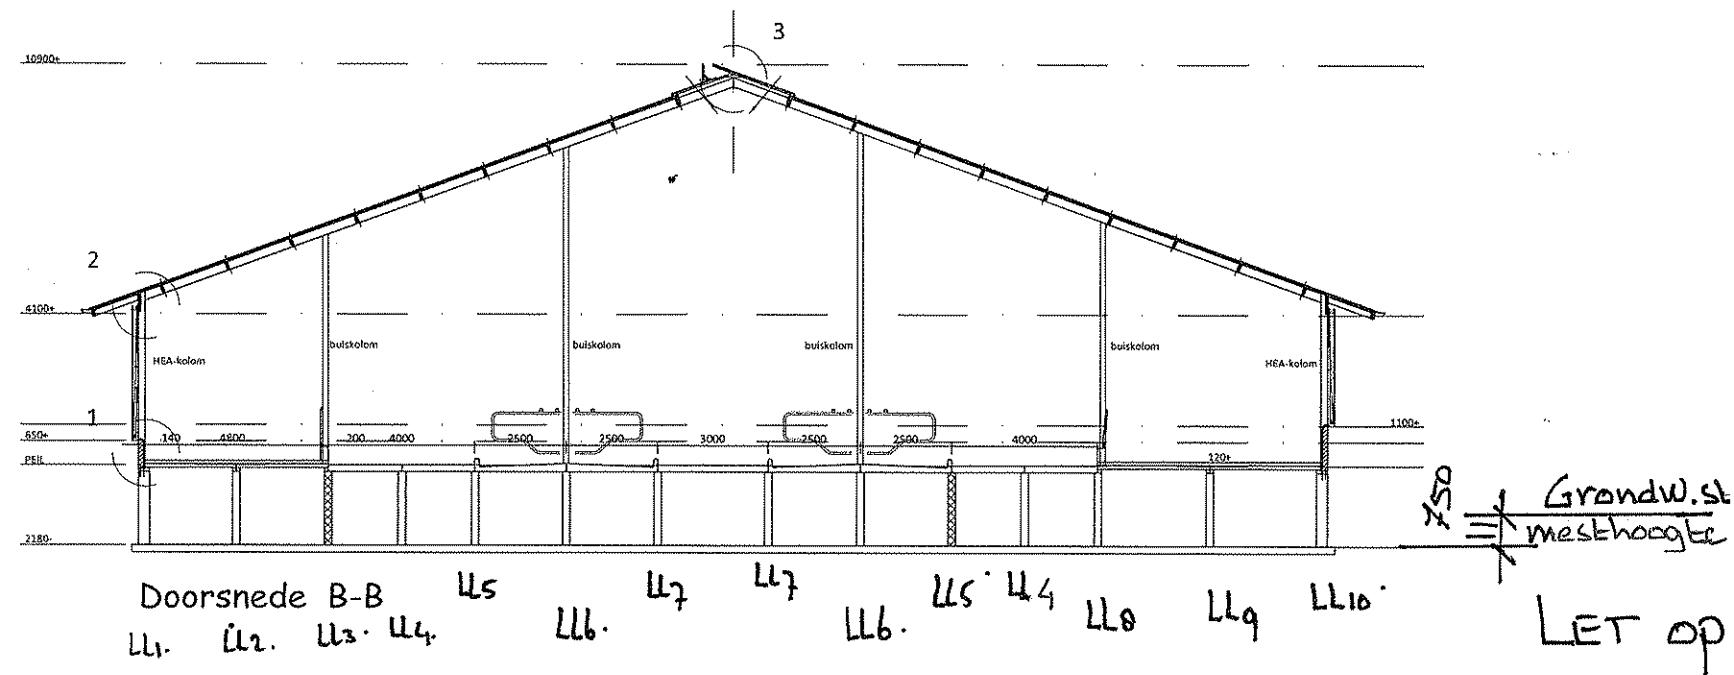 3
10900+
2
4100+
HEA-kolom
buiskolom
buiskolom
buiskolom
buiskolom
HEA-kolom
1
650+
140 4800 200 4000 2500 2500 3000 2500 2500 4000
1100+
PEIL
120+
750
Grondw.st
mesthoogte
2180-
Doorsnede B-B
LL1. LL2. LL3. LL4. LL5 LL6. LL7 LL7 LL6. LL5 LL4 LL8 LL9 LL10.
LET op